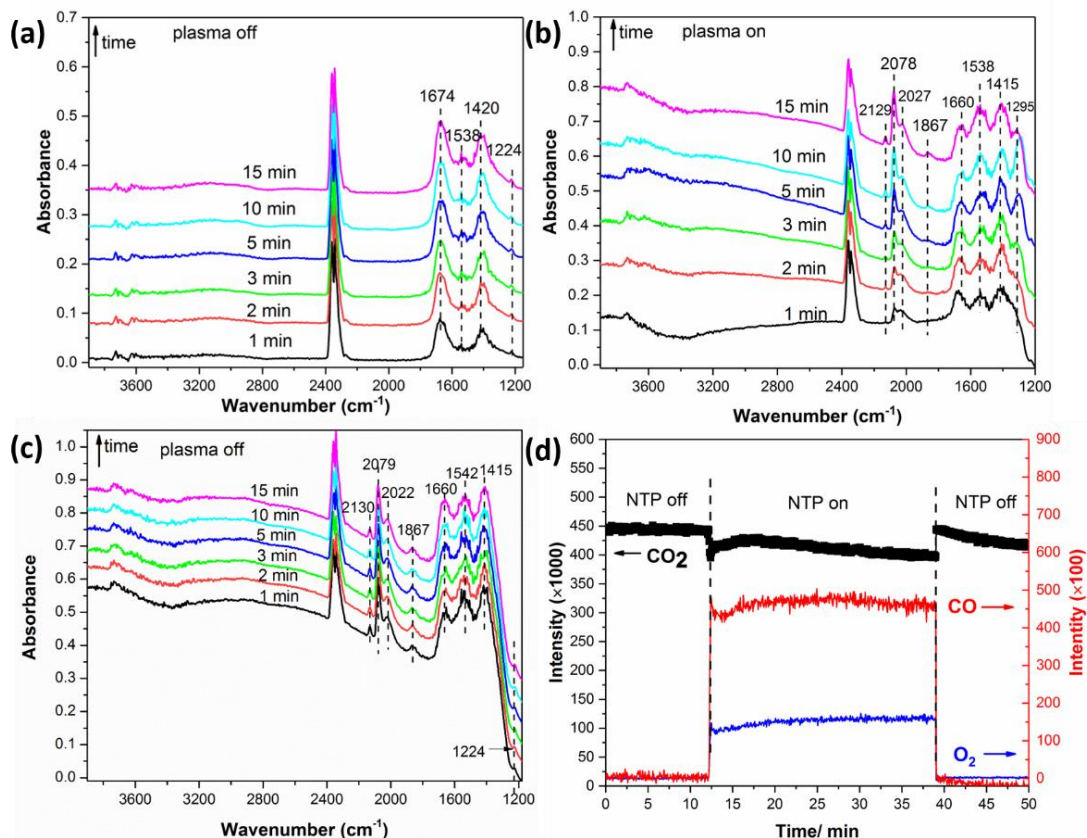 (a)
time
plasma off
1674
1538
1420
1224
15 min
10 min
5 min
3 min
2 min
1 min
0.7
0.6
0.5
0.4
0.3
0.2
0.1
0.0
Absorbance
3600
2800
2400
1600
1200
Wavenumber (cm⁻¹)
(b)
time
plasma on
2078
2129
2027
1867
1660
1538
1415
1295
15 min
10 min
5 min
3 min
2 min
1 min
1.0
0.9
0.8
0.7
0.6
0.5
0.4
0.3
0.2
0.1
0.0
Absorbance
3600
2800
2400
2000
1600
1200
Wavenumber (cm⁻¹)
(c)
time
plasma off
2079
2130
2022
1867
1660
1542
1415
1224
15 min
10 min
5 min
3 min
2 min
1 min
1.0
0.9
0.8
0.7
0.6
0.5
0.4
0.3
0.2
0.1
0.0
Absorbance
3600
2800
2400
2000
1600
1200
Wavenumber (cm⁻¹)
(d)
NTP off
NTP on
NTP off
CO2
CO
O2
600
550
500
450
400
350
300
250
200
150
100
50
0
Intensity (×1000)
900
800
700
600
500
400
300
200
100
0
Intentity (×100)
0
5
10
15
20
25
30
35
40
45
50
Time/ min